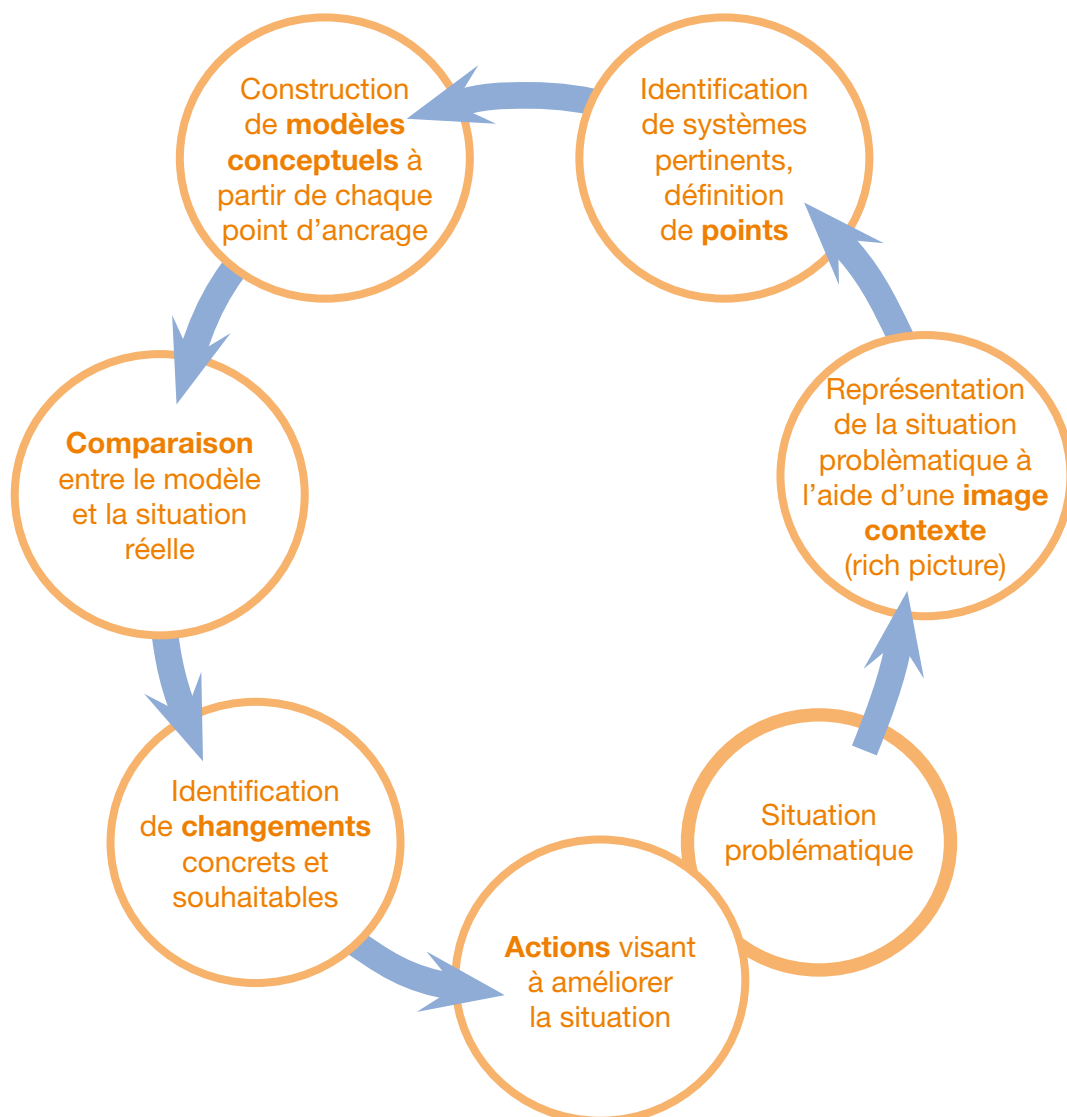 Construction
de modèles
conceptuels à
partir de chaque
point d'ancrage
Identification
de systèmes
pertinents,
définition
de points
Représentation
de la situation
problèmatique à
l'aide d'une image
contexte
(rich picture)
Comparaison
entre le modèle
et la situation
réelle
Identification
de changements
concrets et
souhaitables
Situation
problématique
Actions visant
à améliorer
la situation